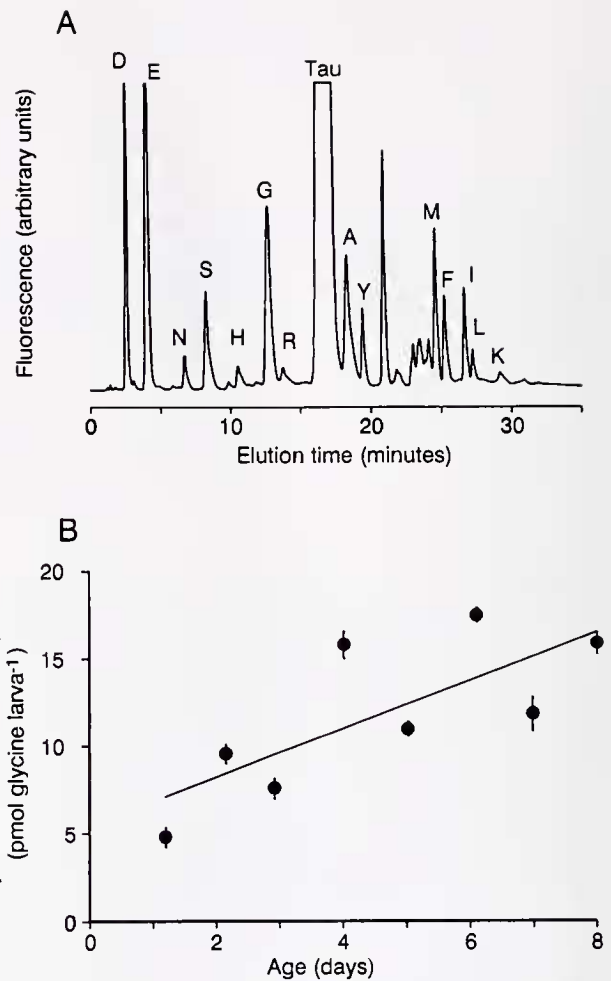 A
Fluorescence (arbitrary units)
D
E
N
S
H
G
R
Tau
A
Y
M
F
I
L
K
0
10
20
30
Elution time (minutes)
B
(pmol glycine larva-1)
20
15
10
5
0
0
2
4
6
8
Age (days)